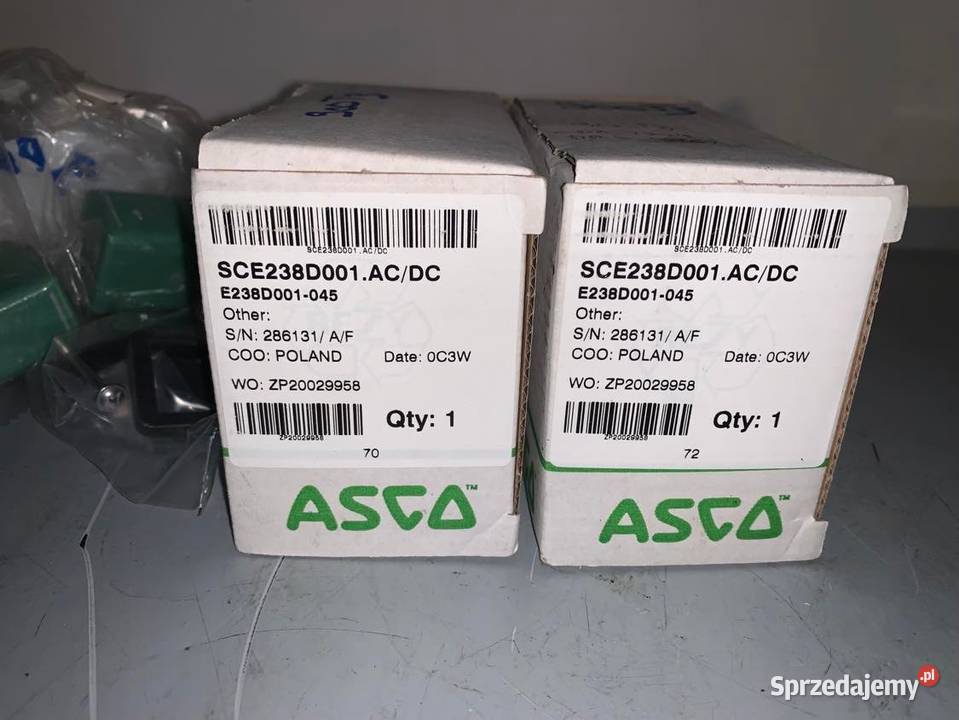 SCE238D001.AC/DC
SCE238D001.AC/DC
E238D001-045
Other:
S/N: 286131/ A/F
COO: POLAND Date: 0C3W
WO: ZP20029958
ZP20029958
Qty: 1
70
ASCO™
SCE238D001.AC/DC
SCE238D001.AC/DC
E238D001-045
Other:
S/N: 286131/ A/F
COO: POLAND Date: 0C3W
WO: ZP20029958
ZP20029958
Qty: 1
72
ASCO™
Sprzedajemy.pl